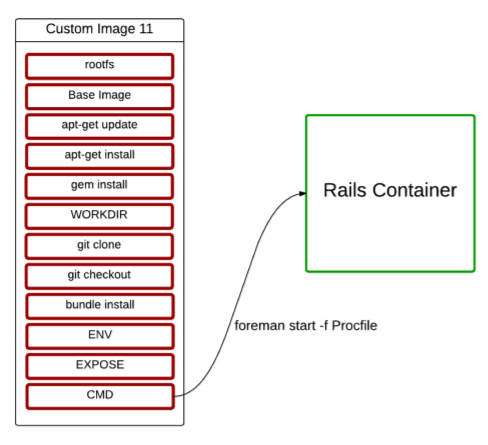 Custom Image 11
rootfs
Base Image
apt-get update
apt-get install
gem install
WORKDIR
git clone
git checkout
bundle install
ENV
EXPOSE
CMD
Rails Container
foreman start -f Procfile